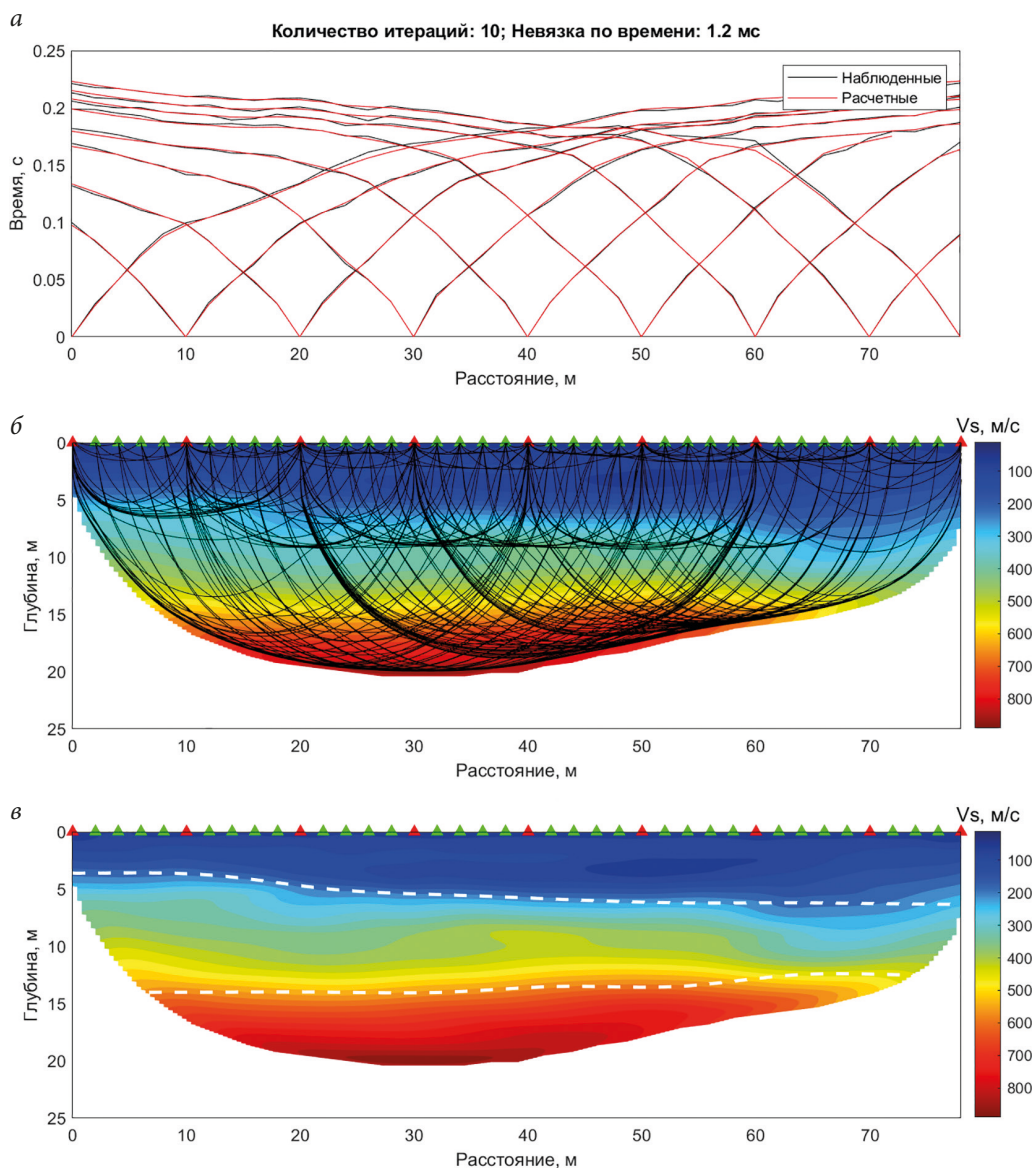 а
Количество итераций: 10; Невязка по времени: 1.2 мс
0.25
0.2
0.15
0.1
0.05
0
Время, с
Наблюденные
Расчетные
0 10 20 30 40 50 60 70
Расстояние, м
б
Vs, м/с
0
5
10
15
20
25
Глубина, м
100
200
300
400
500
600
700
800
0 10 20 30 40 50 60 70
Расстояние, м
в
Vs, м/с
0
5
10
15
20
25
Глубина, м
100
200
300
400
500
600
700
800
0 10 20 30 40 50 60 70
Расстояние, м